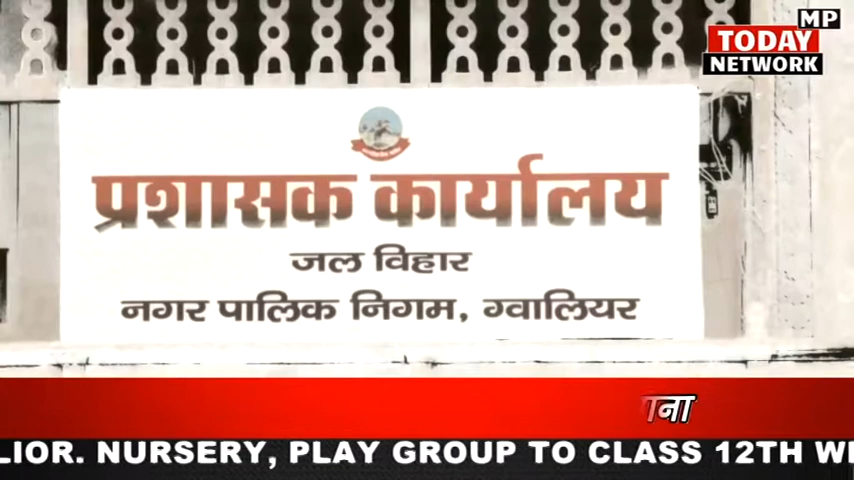 MP
TODAY
NETWORK
प्रशासक कार्यालय
जल विहार
नगर पालिक निगम, ग्वालियर
LIOR. NURSERY, PLAY GROUP TO CLASS 12TH